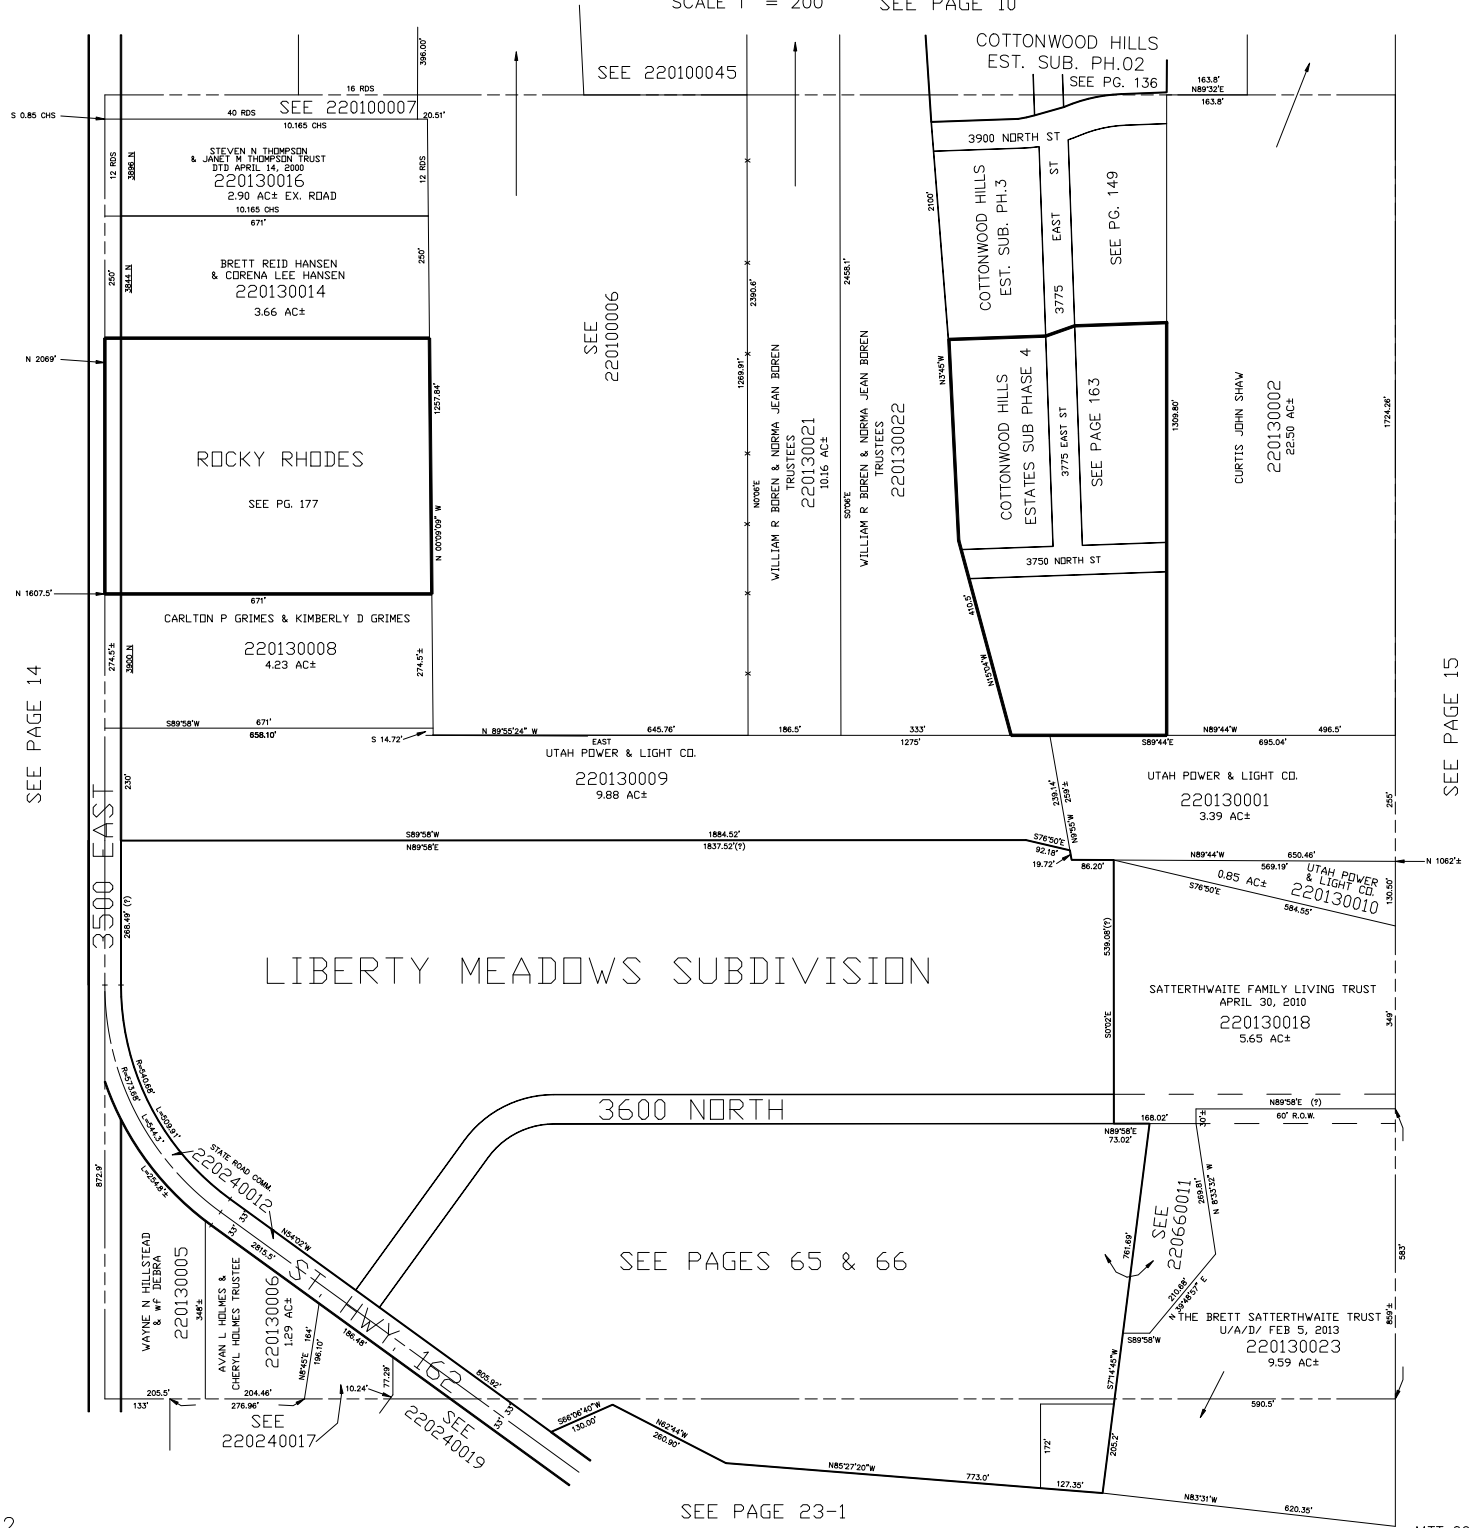 SCALE 1" = 200'
SEE PAGE 10
COTTONWOOD HILLS
EST. SUB. PH.02
SEE PG. 136
SEE 220100045
396.00'
163.8'
N89°32'E
163.8'
16 RDS
SEE 220100007
S 0.85 CHS
40 RDS
20.51'
10.165 CHS
3900 NORTH ST
STEVEN N THOMPSON
& JANET M THOMPSON TRUST
DTD APRIL 14, 2000
220130016
2.90 AC± EX. ROAD
12 RDS
3896 N
12 RDS
10.165 CHS
671'
BRETT REID HANSEN
& CORENA LEE HANSEN
220130014
3.66 AC±
250'
3844 N
250'
N 2069'
ROCKY RHODES
SEE PG. 177
1257.84'
N 00°09'09" W
N 1607.5'
671'
CARLTON P GRIMES & KIMBERLY D GRIMES
220130008
4.23 AC±
274.5'±
3900 N
274.5'±
S89°58'W
671'
658.10'
S 14.72'
SEE
220100006
2390.6'
1269.91'
N0°06'E
WILLIAM R BOREN & NORMA JEAN BOREN
TRUSTEES
220130021
10.16 AC±
2458.1'
S0°06'E
WILLIAM R BOREN & NORMA JEAN BOREN
TRUSTEES
220130022
2100'
COTTONWOOD HILLS
EST. SUB. PH.3
3775 EAST ST
SEE PG. 149
N3°45'W
COTTONWOOD HILLS
ESTATES SUB PHASE 4
3775 EAST ST
SEE PAGE 163
3750 NORTH ST
410.5'
N15°04'W
1309.80'
CURTIS JOHN SHAW
220130002
22.50 AC±
1724.26'
SEE PAGE 14
SEE PAGE 15
N 89°55'24" W
645.76'
186.5'
333'
N89°44'W
496.5'
EAST
1275'
S89°44'E
695.04'
UTAH POWER & LIGHT CO.
220130009
9.88 AC±
230'
UTAH POWER & LIGHT CO.
220130001
3.39 AC±
239.14'
259'±
N9°55'W
255'
S89°58'W
1884.52'
N89°58'E
1837.52'(?)
S76°50'E
92.18'
19.72'
86.20'
N89°44'W
650.46'
569.19'
N 1062'±
0.85 AC±
S76°50'E
584.55'
UTAH POWER
& LIGHT CO.
220130010
130.50'
3500 EAST
268.49' (?)
LIBERTY MEADOWS SUBDIVISION
539.08'(?)
S0°02'E
SATTERTHWAITE FAMILY LIVING TRUST
APRIL 30, 2010
220130018
5.65 AC±
349'
R=540.68'
L=509.91'
R=573.68'
L=544.3'
L=254.8'±
3600 NORTH
168.02'
N89°58'E
73.02'
N89°58'E (?)
60' R.O.W.
30'±
STATE ROAD COMM.
220240012
872.9'
33'
33'
N54°02'W
2815.5'
ST. HWY. 162
SEE PAGES 65 & 66
761.69'
SEE
220660011
269.81'
N 8°33'32" W
210.68'
N 39°48'57" E
S89°58'W
583'
859'±
WAYNE N HILLSTEAD
& wf DEBRA
220130005
348'±
AVAN L HOLMES &
CHERYL HOLMES TRUSTEE
220130006
1.29 AC±
N8°45'E
164'
196.10'
186.48'
77.29'
10.24'
805.92'
33'
33'
THE BRETT SATTERTHWAITE TRUST
U/A/D/ FEB 5, 2013
220130023
9.59 AC±
S7°14'45"W
205.5'
204.46'
133'
276.96'
590.5'
SEE
220240017
SEE
220240019
S66°06'40"W
130.00'
N62°44'W
260.90'
172'
205.2'
N85°27'20"W
773.0'
127.35'
N83°31'W
620.35'
SEE PAGE 23-1
2